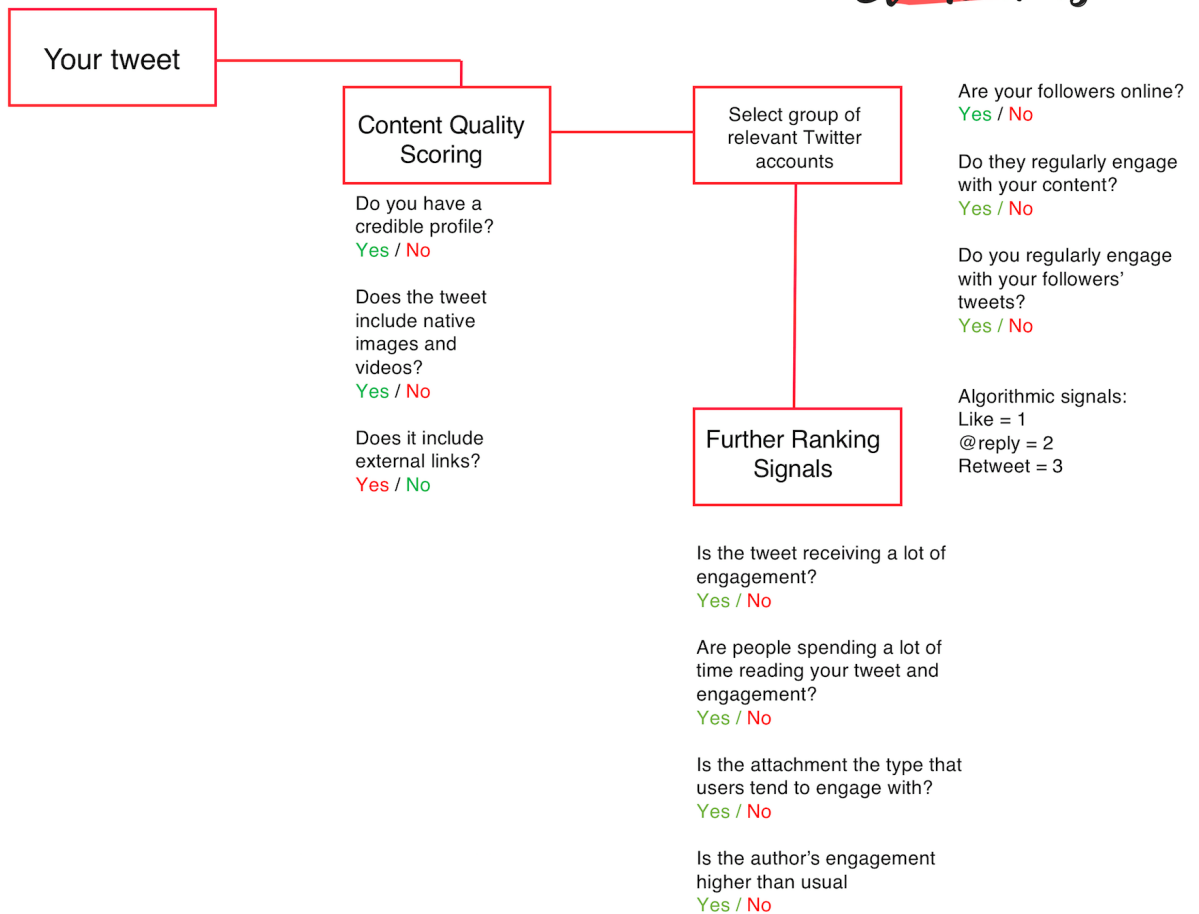 Your tweet
Content Quality
Scoring
Do you have a
credible profile?
Yes / No
Does the tweet
include native
images and
videos?
Yes / No
Does it include
external links?
Yes / No
Select group of
relevant Twitter
accounts
Are your followers online?
Yes / No
Do they regularly engage
with your content?
Yes / No
Do you regularly engage
with your followers’
tweets?
Yes / No
Algorithmic signals:
Like = 1
@reply = 2
Retweet = 3
Further Ranking
Signals
Is the tweet receiving a lot of
engagement?
Yes / No
Are people spending a lot of
time reading your tweet and
engagement?
Yes / No
Is the attachment the type that
users tend to engage with?
Yes / No
Is the author’s engagement
higher than usual
Yes / No